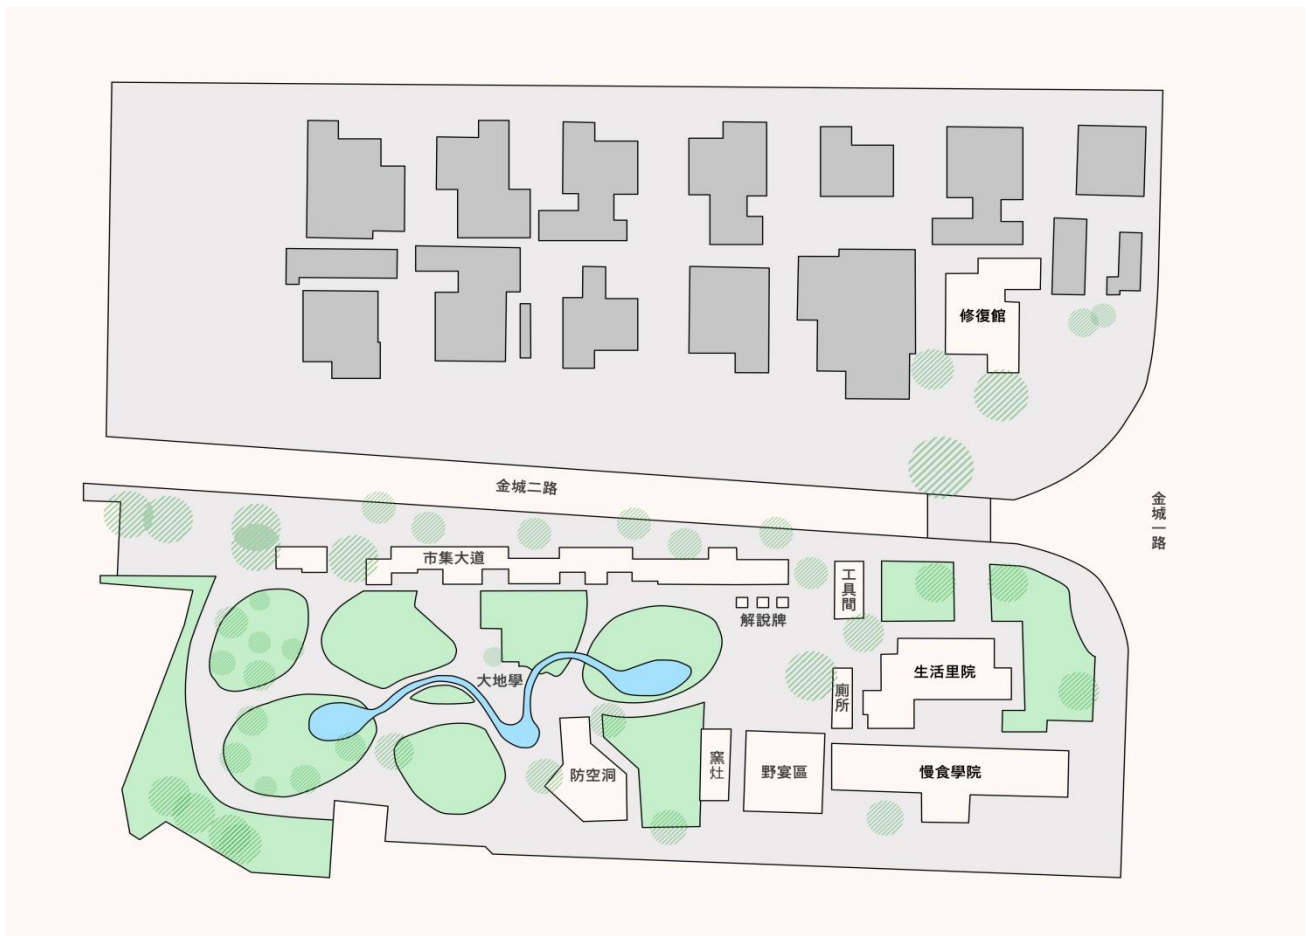 修復館
金城二路
金城一路
市集大道
工具間
解說牌
大地學
生活里院
廁所
防空洞
窯灶
野宴區
慢食學院